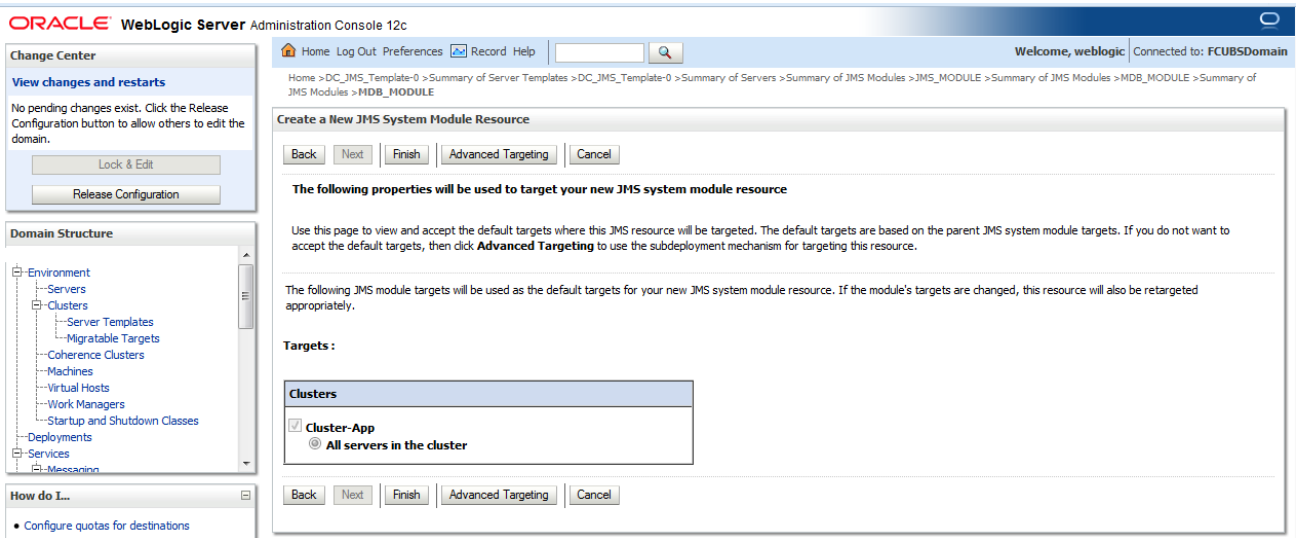 ORACLE WebLogic Server Administration Console 12c
Change Center
View changes and restarts
No pending changes exist. Click the Release
Configuration button to allow others to edit the
domain.
Lock & Edit
Release Configuration
Domain Structure
Environment
Servers
Clusters
Server Templates
Migratable Targets
Coherence Clusters
Machines
Virtual Hosts
Work Managers
Startup and Shutdown Classes
Deployments
Services
Messaging
How do I...
Configure quotas for destinations
Home Log Out Preferences Record Help
Welcome, weblogic Connected to: FCUBSDomain
Home >DC_JMS_Template-0 >Summary of Server Templates >DC_JMS_Template-0 >Summary of Servers >Summary of JMS Modules >JMS_MODULE >Summary of JMS Modules >MDB_MODULE >Summary of
JMS Modules >MDB_MODULE
Create a New JMS System Module Resource
Back Next Finish Advanced Targeting Cancel
The following properties will be used to target your new JMS system module resource
Use this page to view and accept the default targets where this JMS resource will be targeted. The default targets are based on the parent JMS system module targets. If you do not want to
accept the default targets, then click Advanced Targeting to use the subdeployment mechanism for targeting this resource.
The following JMS module targets will be used as the default targets for your new JMS system module resource. If the module's targets are changed, this resource will also be retargeted
appropriately.
Targets :
Clusters
Cluster-App
All servers in the cluster
Back Next Finish Advanced Targeting Cancel